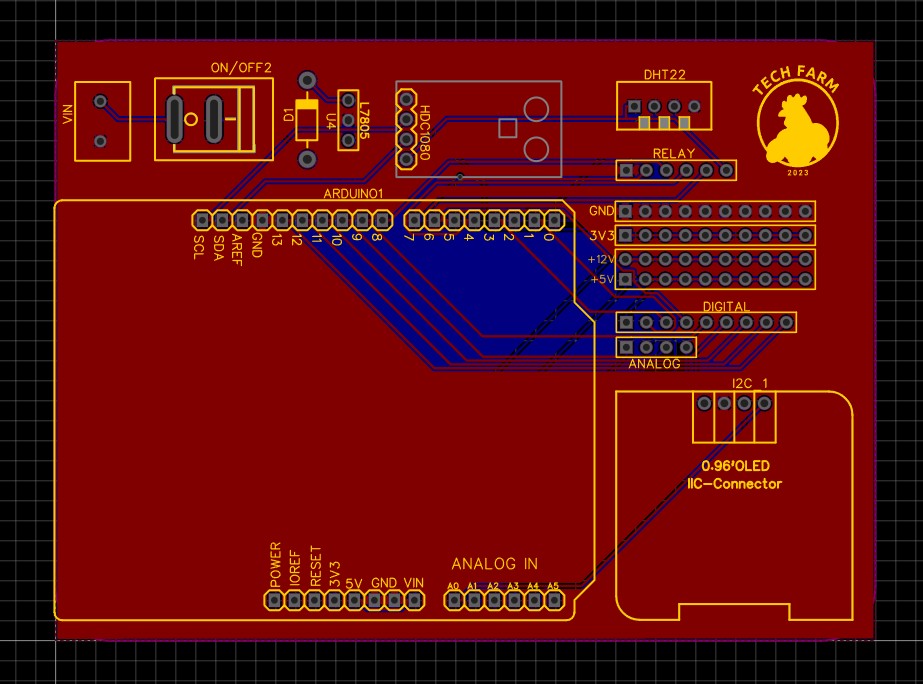 ON/OFF2
VIN
D1
U4
L7805
HDC1080
DHT22
TECH FARM
2023
RELAY
ARDUINO1
SCL
SDA
AREF
GND
13
12
11
10
9
8
7
6
5
4
3
2
1
0
GND
3V3
+12V
+5V
DIGITAL
ANALOG
I2C_1
0.96'OLED
IIC-Connector
POWER
IOREF
RESET
3V3
5V
GND
VIN
ANALOG IN
A0
A1
A2
A3
A4
A5